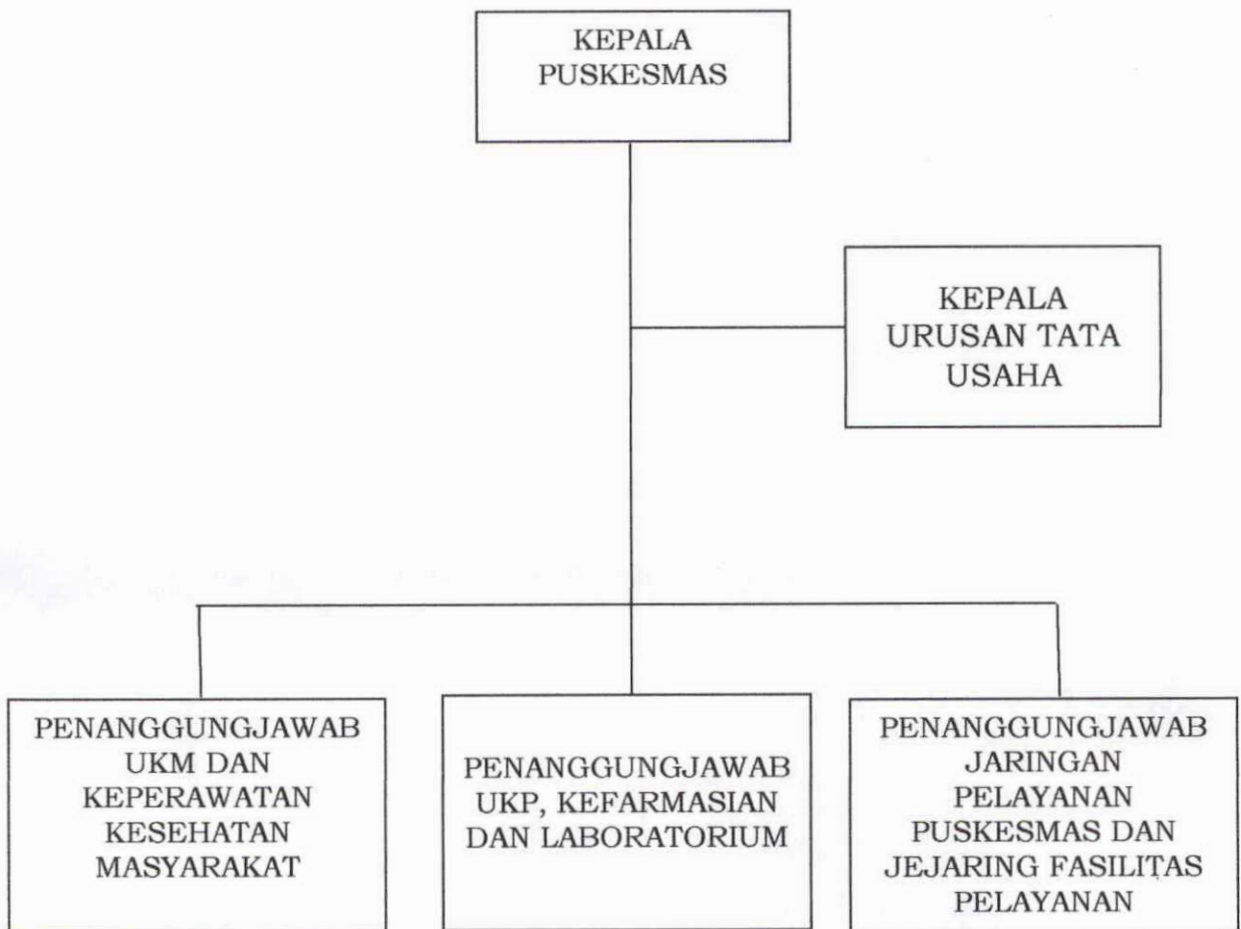 KEPALA
PUSKESMAS
KEPALA
URUSAN TATA
USAHA
PENANGGUNGJAWAB
UKM DAN
KEPERAWATAN
KESEHATAN
MASYARAKAT
PENANGGUNGJAWAB
UKP, KEFARMASIAN
DAN LABORATORIUM
PENANGGUNGJAWAB
JARINGAN
PELAYANAN
PUSKESMAS DAN
JEJARING FASILITAS
PELAYANAN